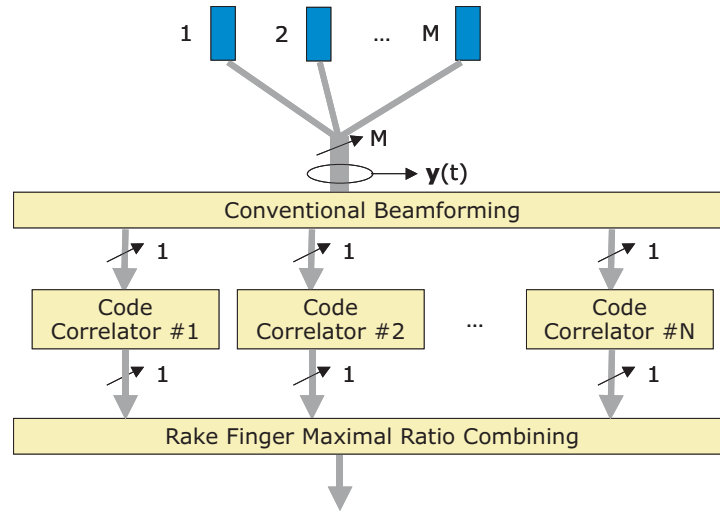 1 2 ... M
M
y(t)
Conventional Beamforming
1 1 1
Code Code Code
Correlator #1 Correlator #2 ... Correlator #N
1 1 1
Rake Finger Maximal Ratio Combining